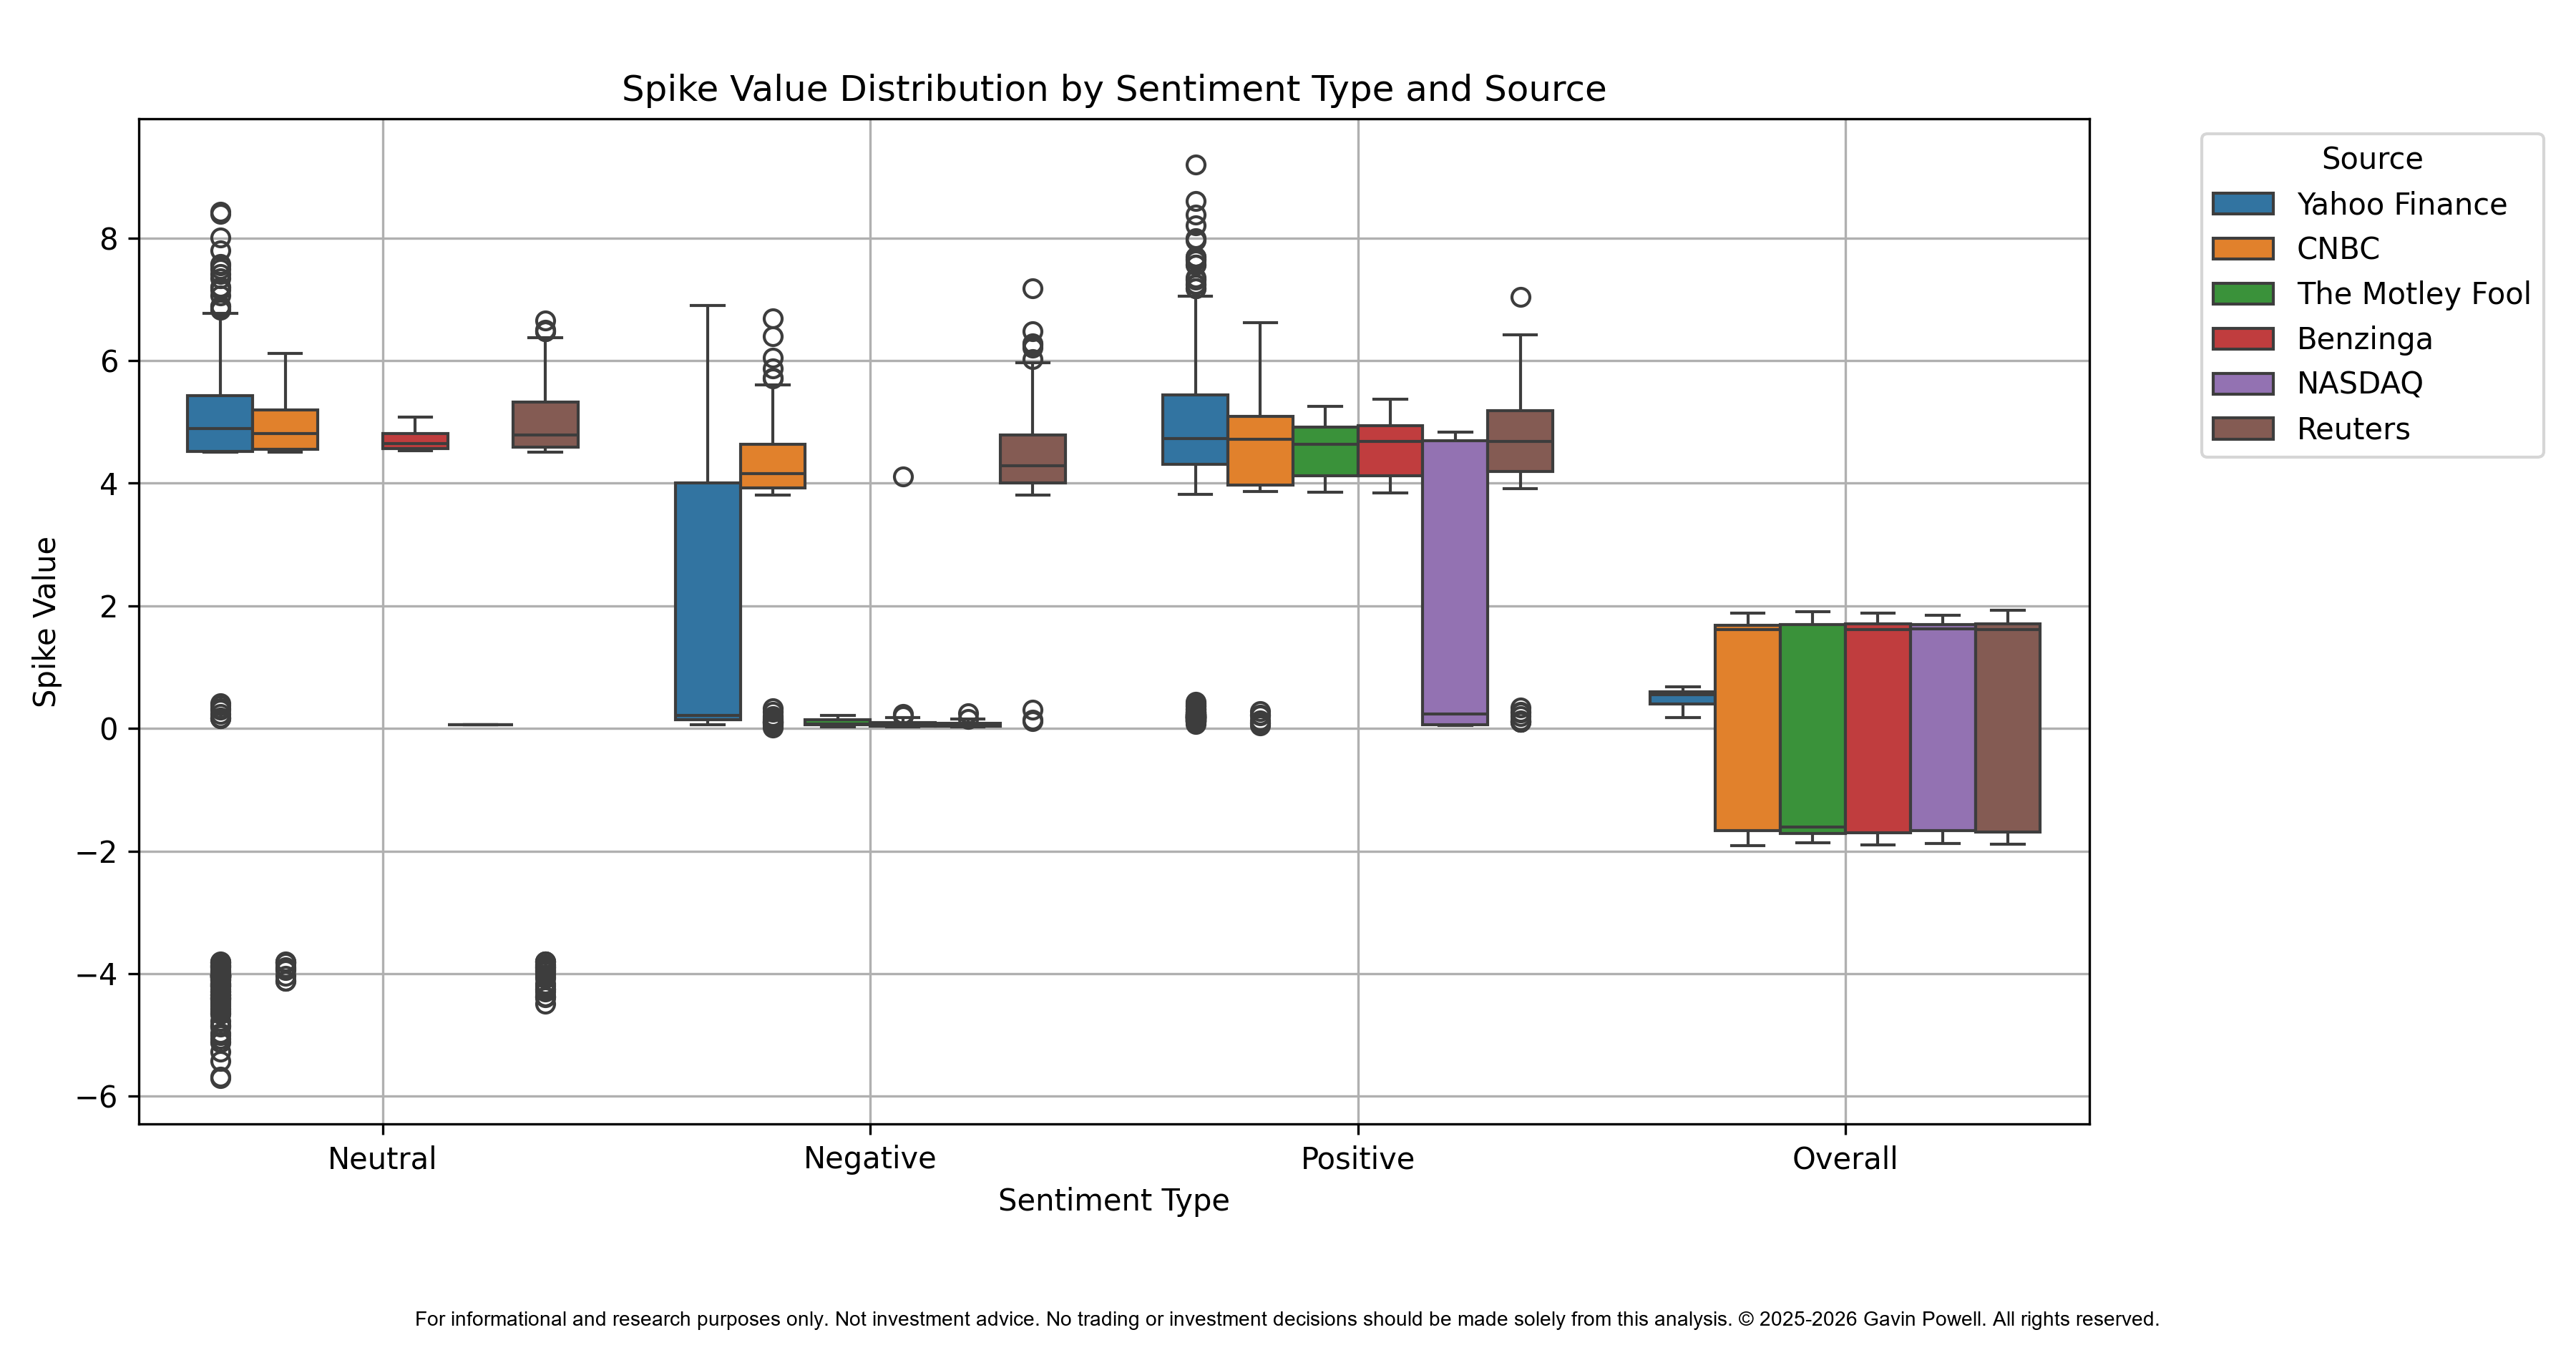 Spike Value Distribution by Sentiment Type and Source
Source
Yahoo Finance
CNBC
The Motley Fool
Benzinga
NASDAQ
Reuters
Spike Value
8
6
4
2
0
−2
−4
−6
Neutral
Negative
Positive
Overall
Sentiment Type
For informational and research purposes only. Not investment advice. No trading or investment decisions should be made solely from this analysis. © 2025-2026 Gavin Powell. All rights reserved.